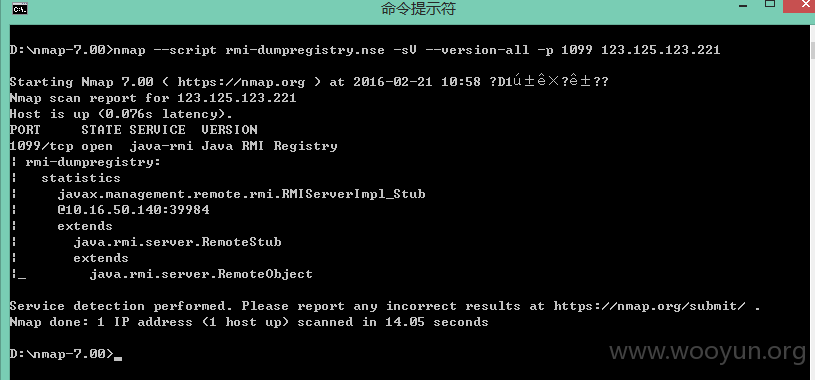 命令提示符
D:\nmap-7.00>nmap --script rmi-dumpregistry.nse -sV --version-all -p 1099 123.125.123.221
Starting Nmap 7.00 ( https://nmap.org ) at 2016-02-21 10:58 ?D1ú±ê×?ê±??
Nmap scan report for 123.125.123.221
Host is up (0.076s latency).
PORT     STATE SERVICE  VERSION
1099/tcp open  java-rmi Java RMI Registry
| rmi-dumpregistry:
|   statistics
|     javax.management.remote.rmi.RMIServerImpl_Stub
|     @10.16.50.140:39984
|     extends
|       java.rmi.server.RemoteStub
|       extends
|_        java.rmi.server.RemoteObject
Service detection performed. Please report any incorrect results at https://nmap.org/submit/ .
Nmap done: 1 IP address (1 host up) scanned in 14.05 seconds
D:\nmap-7.00>_
www.wooyun.org